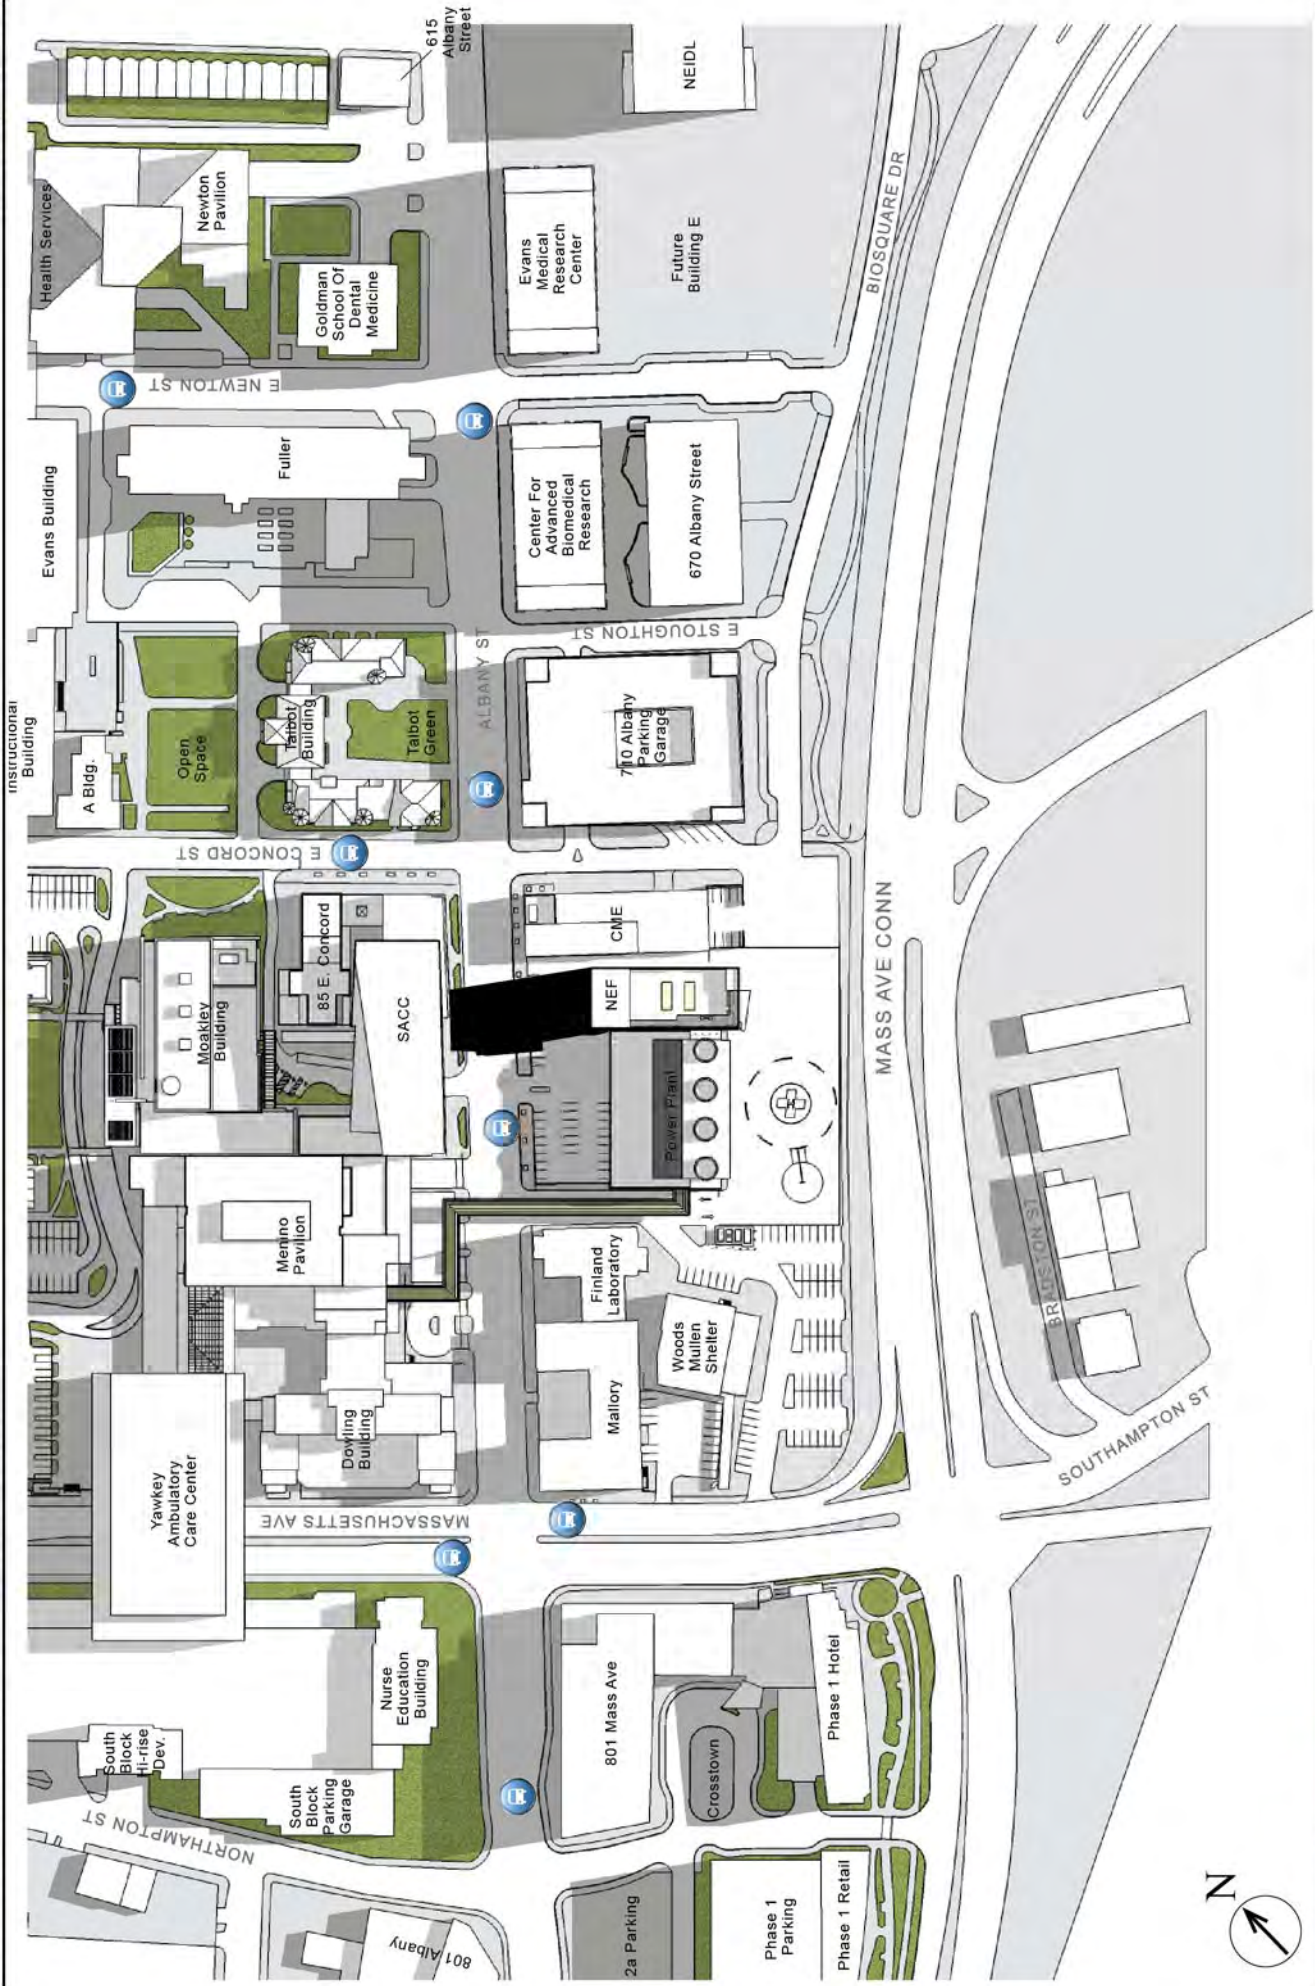 615
Albany
Street
NEIDL
Health Services
Newton
Pavilion
Goldman
School Of
Dental
Medicine
Evans
Medical
Research
Center
Future
Building E
BIOSQUARE DR
E NEWTON ST
Evans Building
Fuller
Center For
Advanced
Biomedical
Research
670 Albany Street
E STOUGHTON ST
Instructional
Building
A Bldg.
Open
Space
Talbot
Building
Talbot
Green
ALBANY ST
710 Albany
Parking
Garage
E CONCORD ST
Moakley
Building
85 E. Concord
SACC
CME
NEF
Power Plant
MASS AVE CONN
Menino
Pavilion
Finland
Laboratory
Woods
Mullen
Shelter
Mallory
BRADSTON ST
SOUTHAMPTON ST
Yawkey
Ambulatory
Care Center
Dowling
Building
MASSACHUSETTS AVE
Nurse
Education
Building
South
Block
Hi-rise
Dev.
South
Block
Parking
Garage
NORTHAMPTON ST
801 Mass Ave
Crosstown
Phase 1 Hotel
801 Albany
2a Parking
Phase 1
Parking
Phase 1 Retail
N